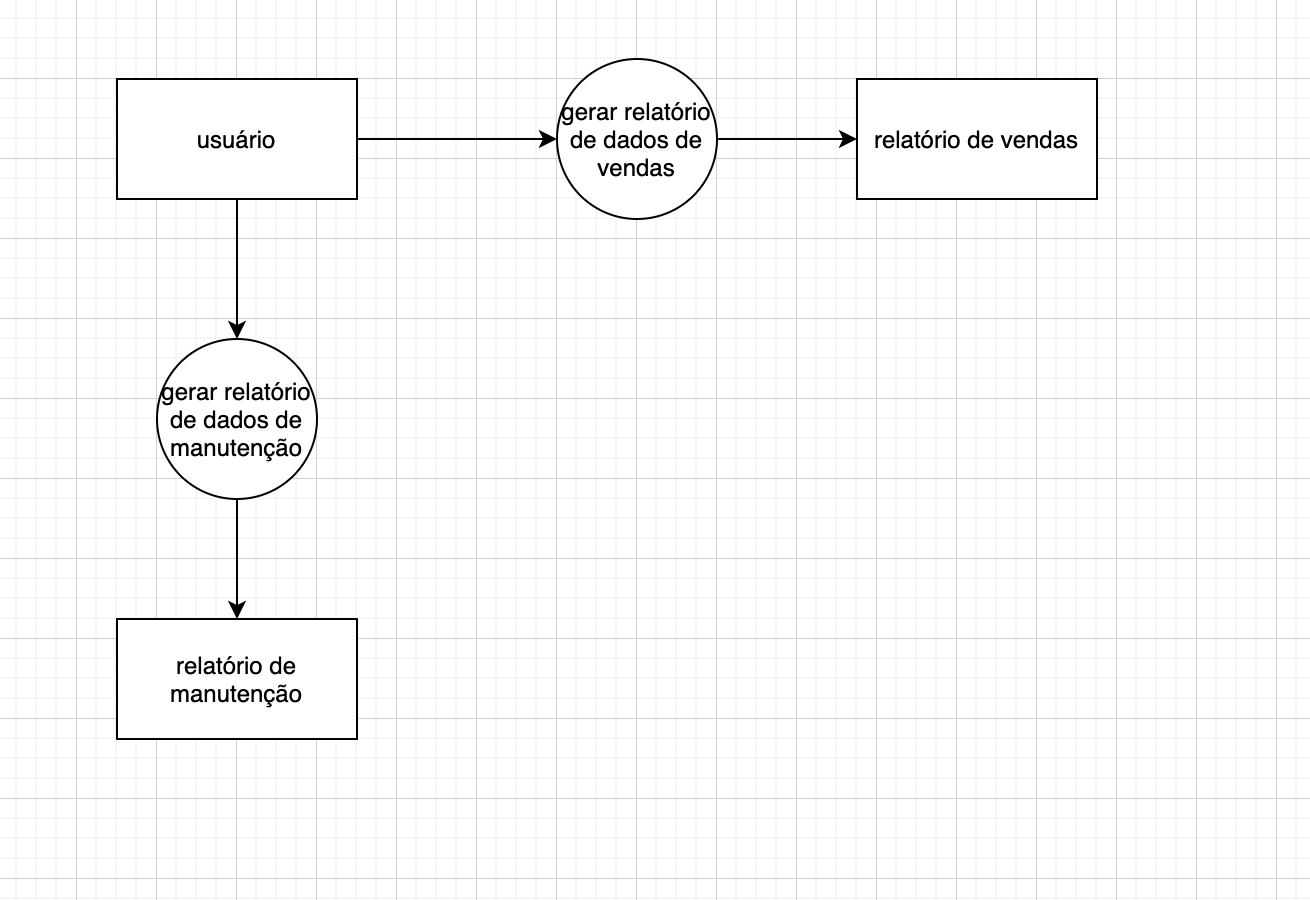 usuário
gerar relatório
de dados de
vendas
relatório de vendas
gerar relatório
de dados de
manutenção
relatório de
manutenção